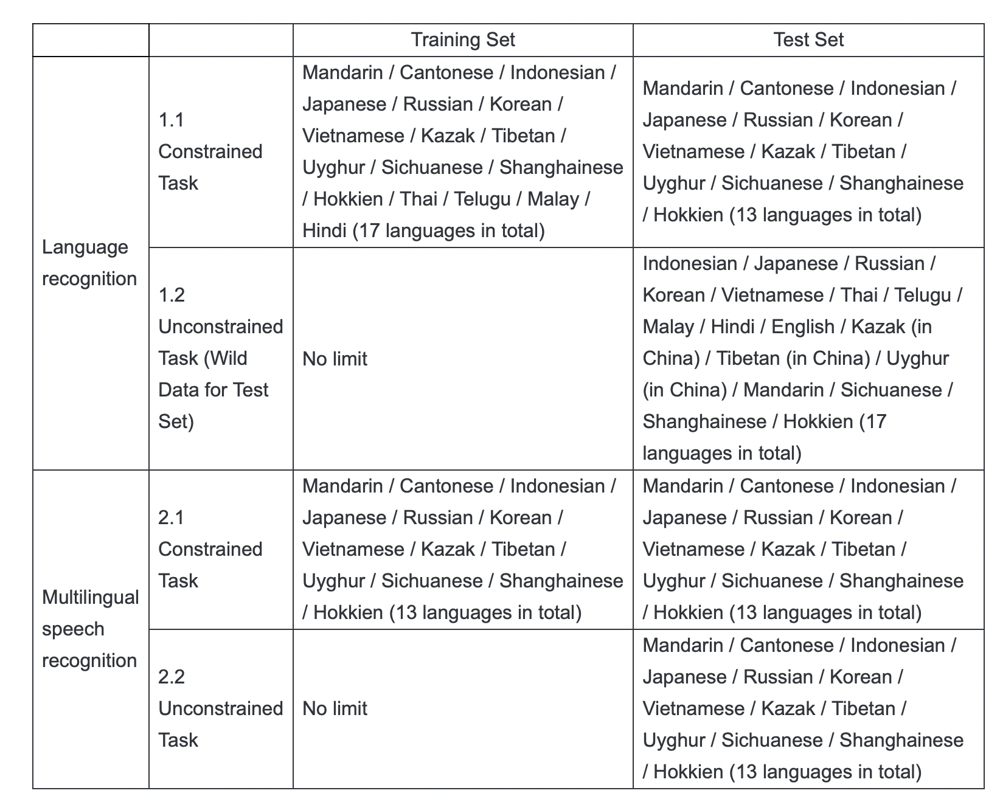 Training Set
Test Set
Language
recognition
1.1
Constrained
Task
Mandarin / Cantonese / Indonesian /
Japanese / Russian / Korean /
Vietnamese / Kazak / Tibetan /
Uyghur / Sichuanese / Shanghainese
/ Hokkien / Thai / Telugu / Malay /
Hindi (17 languages in total)
Mandarin / Cantonese / Indonesian /
Japanese / Russian / Korean /
Vietnamese / Kazak / Tibetan /
Uyghur / Sichuanese / Shanghainese
/ Hokkien (13 languages in total)
1.2
Unconstrained
Task (Wild
Data for Test
Set)
No limit
Indonesian / Japanese / Russian /
Korean / Vietnamese / Thai / Telugu /
Malay / Hindi / English / Kazak (in
China) / Tibetan (in China) / Uyghur
(in China) / Mandarin / Sichuanese /
Shanghainese / Hokkien (17
languages in total)
Multilingual
speech
recognition
2.1
Constrained
Task
Mandarin / Cantonese / Indonesian /
Japanese / Russian / Korean /
Vietnamese / Kazak / Tibetan /
Uyghur / Sichuanese / Shanghainese
/ Hokkien (13 languages in total)
Mandarin / Cantonese / Indonesian /
Japanese / Russian / Korean /
Vietnamese / Kazak / Tibetan /
Uyghur / Sichuanese / Shanghainese
/ Hokkien (13 languages in total)
2.2
Unconstrained
Task
No limit
Mandarin / Cantonese / Indonesian /
Japanese / Russian / Korean /
Vietnamese / Kazak / Tibetan /
Uyghur / Sichuanese / Shanghainese
/ Hokkien (13 languages in total)